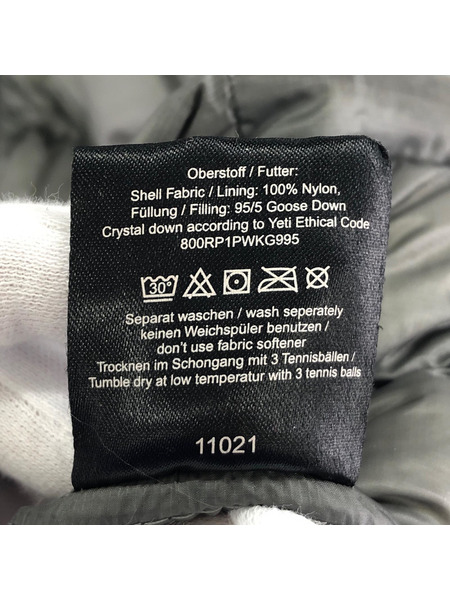 Oberstoff / Futter:
Shell Fabric / Lining: 100% Nylon,
Füllung / Filling: 95/5 Goose Down
Crystal down according to Yeti Ethical Code
800RP1PWKG995
30°
Separat waschen / wash seperately
keinen Weichspüler benutzen /
don't use fabric softener
Trocknen im Schongang mit 3 Tennisbällen /
Tumble dry at low temperatur with 3 tennis balls
11021